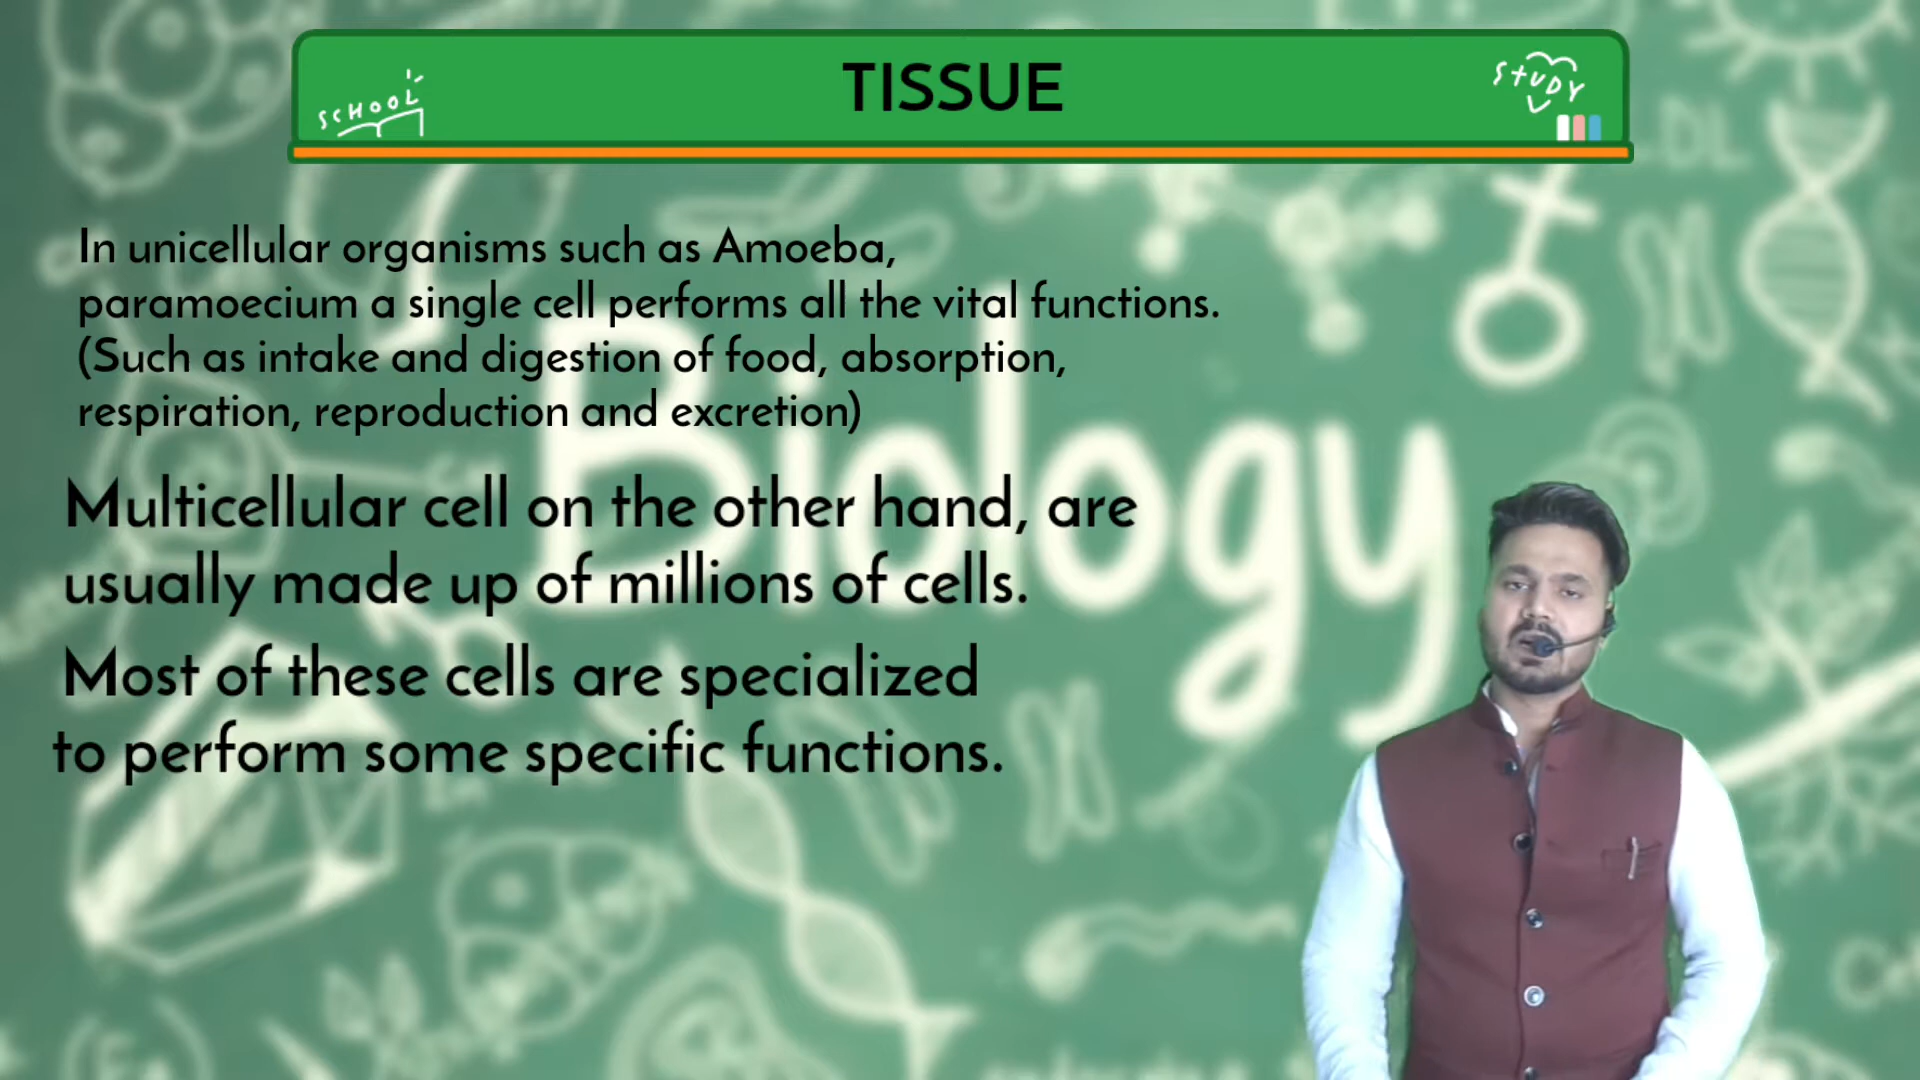 SCHOOL
TISSUE
STUDY
In unicellular organisms such as Amoeba,
paramoecium a single cell performs all the vital functions.
(Such as intake and digestion of food, absorption,
respiration, reproduction and excretion)
Biology
Multicellular cell on the other hand, are
usually made up of millions of cells.
Most of these cells are specialized
to perform some specific functions.